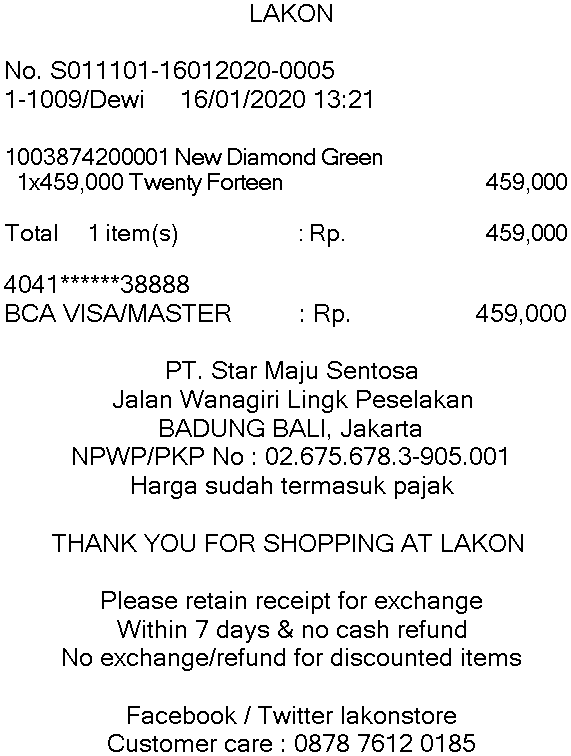 LAKON
No. S011101-16012020-0005
1-1009/Dewi 16/01/2020 13:21
1003874200001 New Diamond Green
1x459,000 Twenty Forteen 459,000
Total 1 item(s) : Rp. 459,000
4041******38888
BCA VISA/MASTER : Rp. 459,000
PT. Star Maju Sentosa
Jalan Wanagiri Lingk Peselakan
BADUNG BALI, Jakarta
NPWP/PKP No : 02.675.678.3-905.001
Harga sudah termasuk pajak
THANK YOU FOR SHOPPING AT LAKON
Please retain receipt for exchange
Within 7 days & no cash refund
No exchange/refund for discounted items
Facebook / Twitter lakonstore
Customer care : 0878 7612 0185